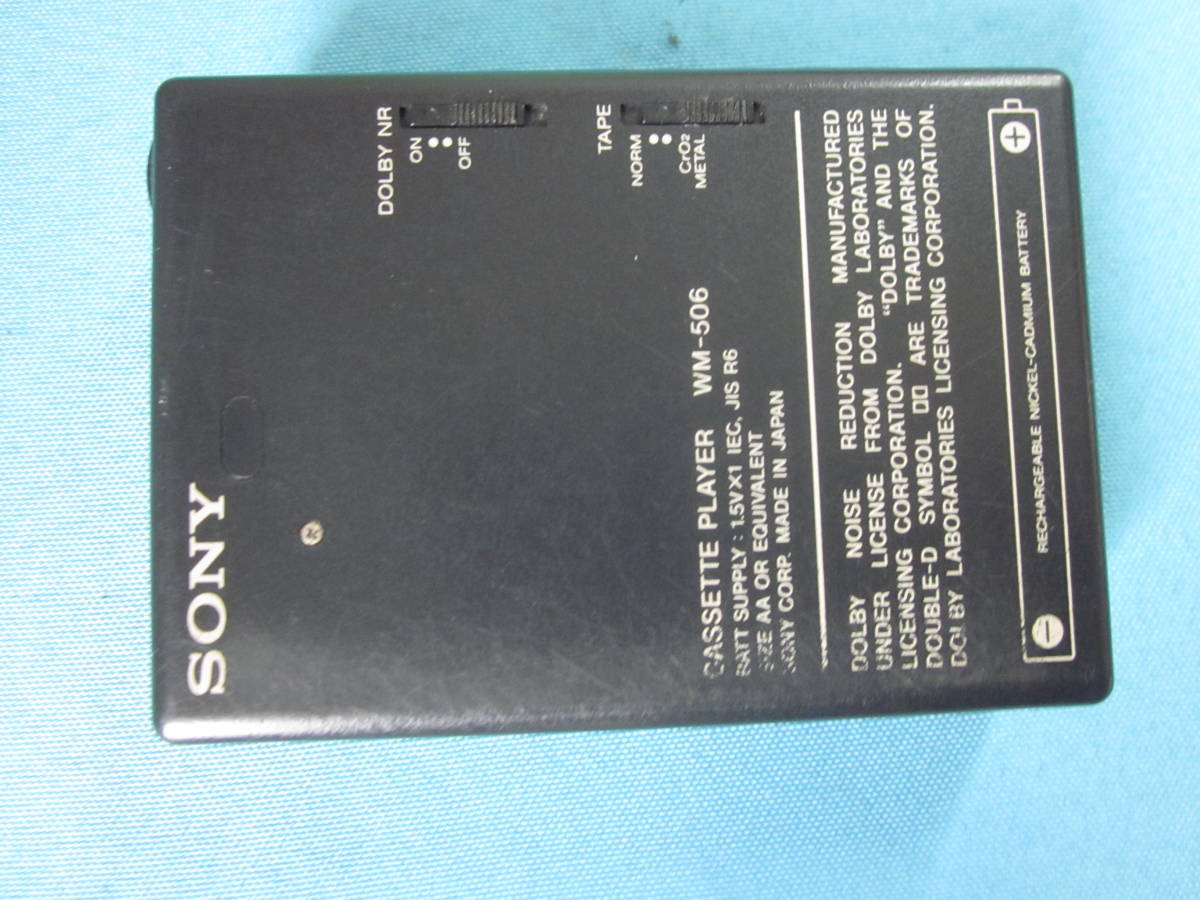 SONY
DOLBY NR
ON
OFF
TAPE
NORM
CrO2
METAL
CASSETTE PLAYER WM-506
BATT SUPPLY : 1.5V×1 IEC, JIS R6
SIZE AA OR EQUIVALENT
SONY CORP. MADE IN JAPAN
DOLBY NOISE REDUCTION MANUFACTURED
UNDER LICENSE FROM DOLBY LABORATORIES
LICENSING CORPORATION. “DOLBY” AND THE
DOUBLE-D SYMBOL DD ARE TRADEMARKS OF
DOLBY LABORATORIES LICENSING CORPORATION.
RECHARGEABLE NICKEL-CADMIUM BATTERY